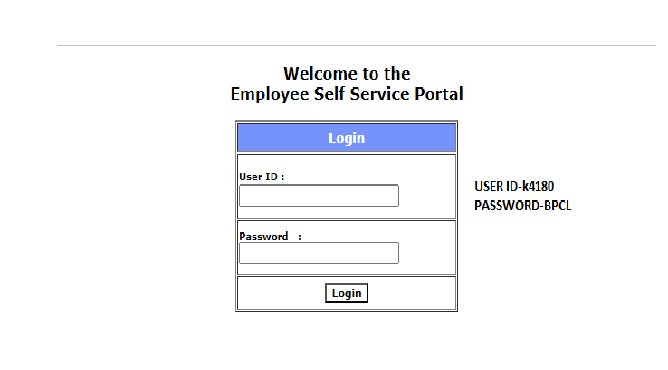 Welcome to the
Employee Self Service Portal
Login
User ID :
USER ID-k4180
PASSWORD-BPCL
Password :
Login